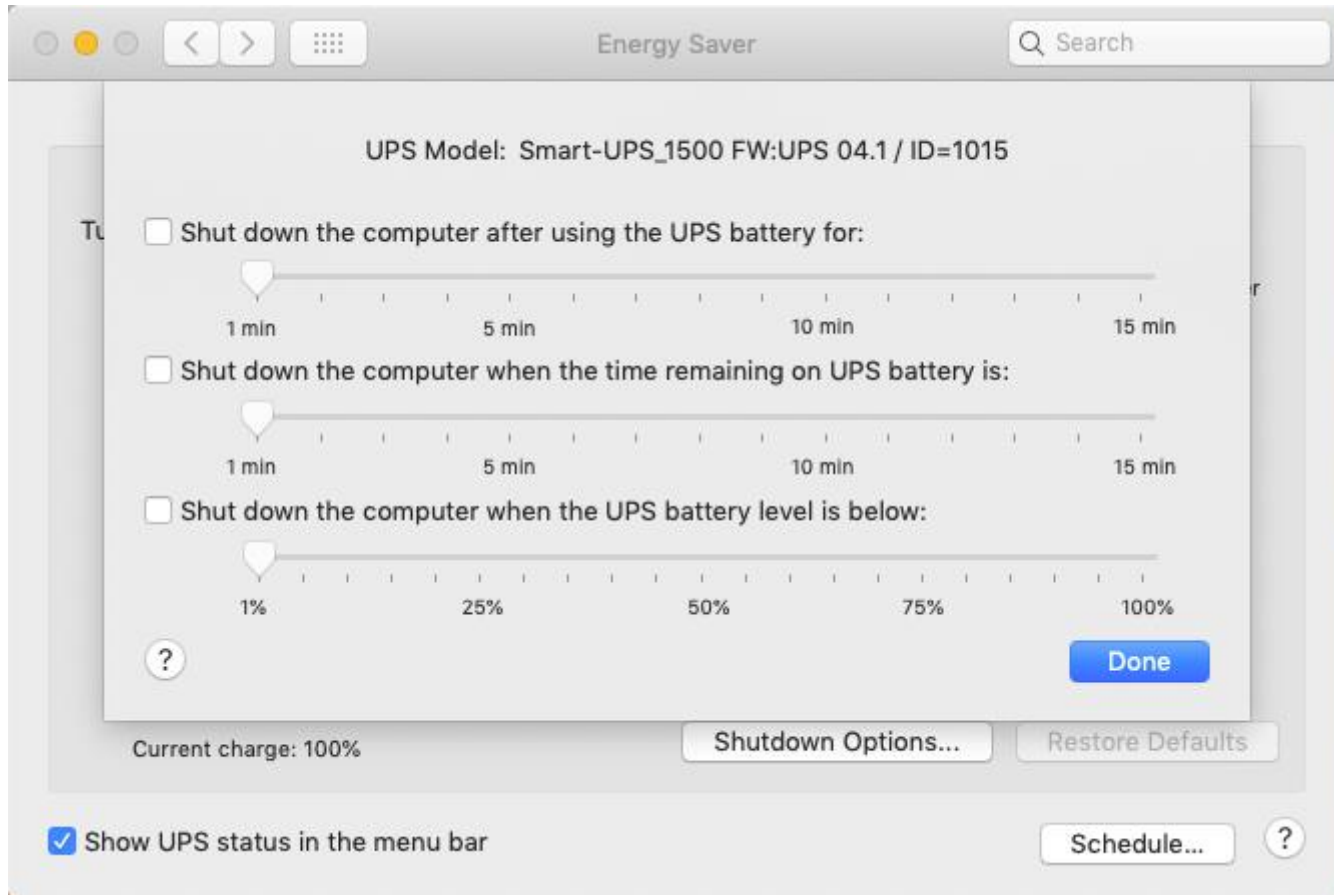 Energy Saver
Search
UPS Model: Smart-UPS_1500 FW:UPS 04.1 / ID=1015
Tu
Shut down the computer after using the UPS battery for:
r
1 min 5 min 10 min 15 min
Shut down the computer when the time remaining on UPS battery is:
1 min 5 min 10 min 15 min
Shut down the computer when the UPS battery level is below:
1% 25% 50% 75% 100%
? Done
Current charge: 100% Shutdown Options... Restore Defaults
Show UPS status in the menu bar Schedule... ?